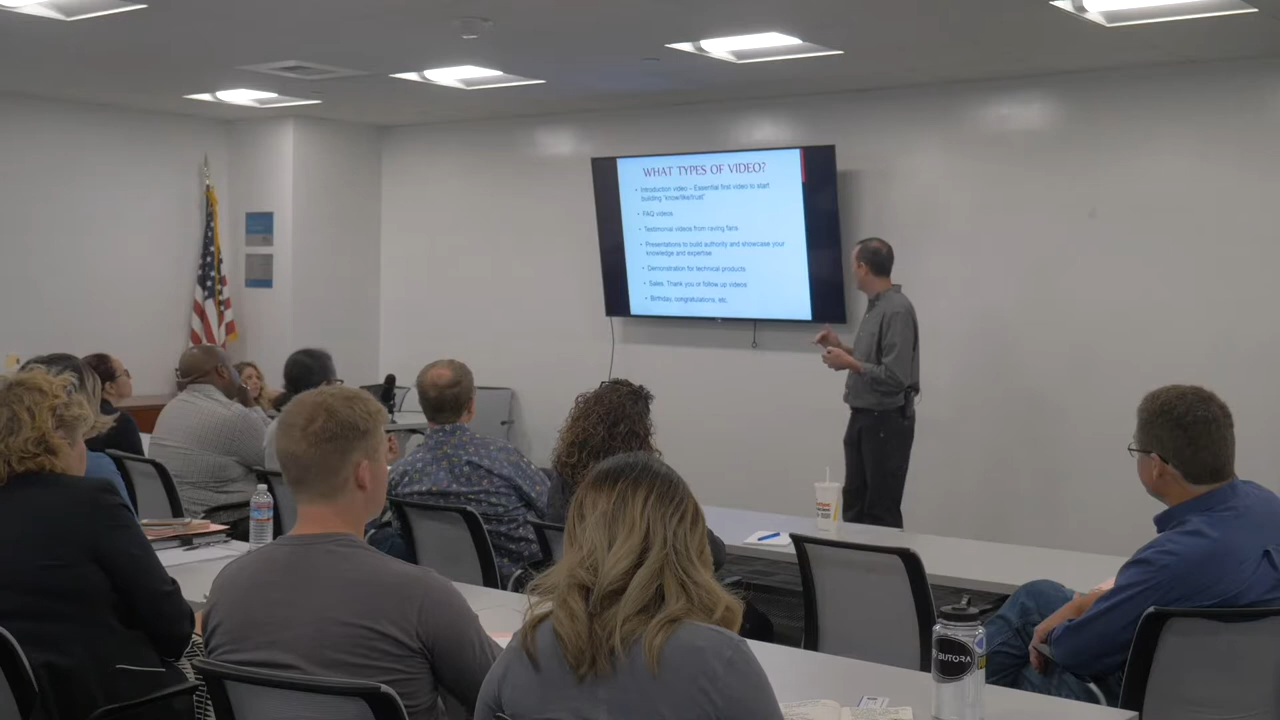 WHAT TYPES OF VIDEO?
• Introduction video – Essential first video to start
building "know/like/trust"
• FAQ videos
• Testimonial videos from raving fans
• Presentations to build authority and showcase your
knowledge and expertise
• Demonstration for technical products
• Sales, Thank you or follow up videos
• Birthday, congratulations, etc.
BUTORA